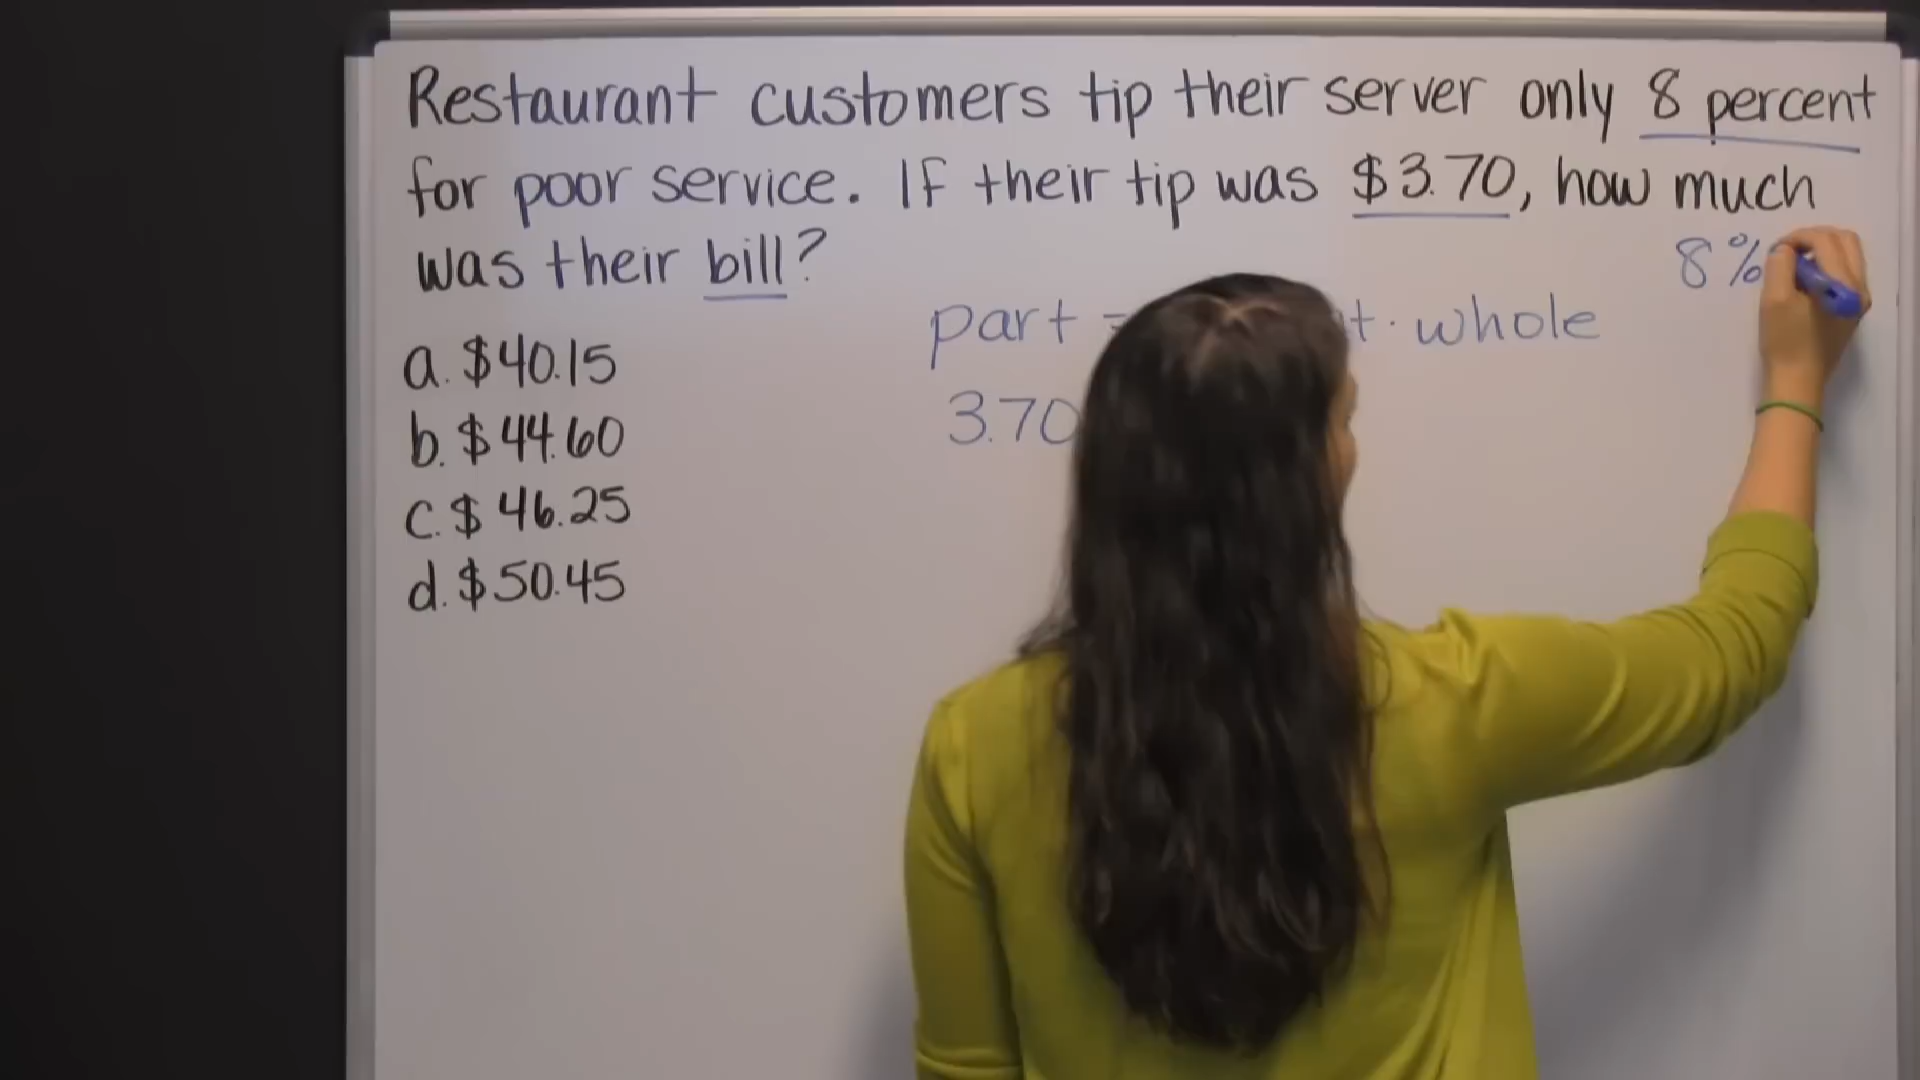 Restaurant customers tip their server only 8 percent
for poor service. If their tip was $3.70, how much
was their bill?
8%
part = t · whole
a. $40.15
3.70
b. $44.60
c. $46.25
d. $50.45